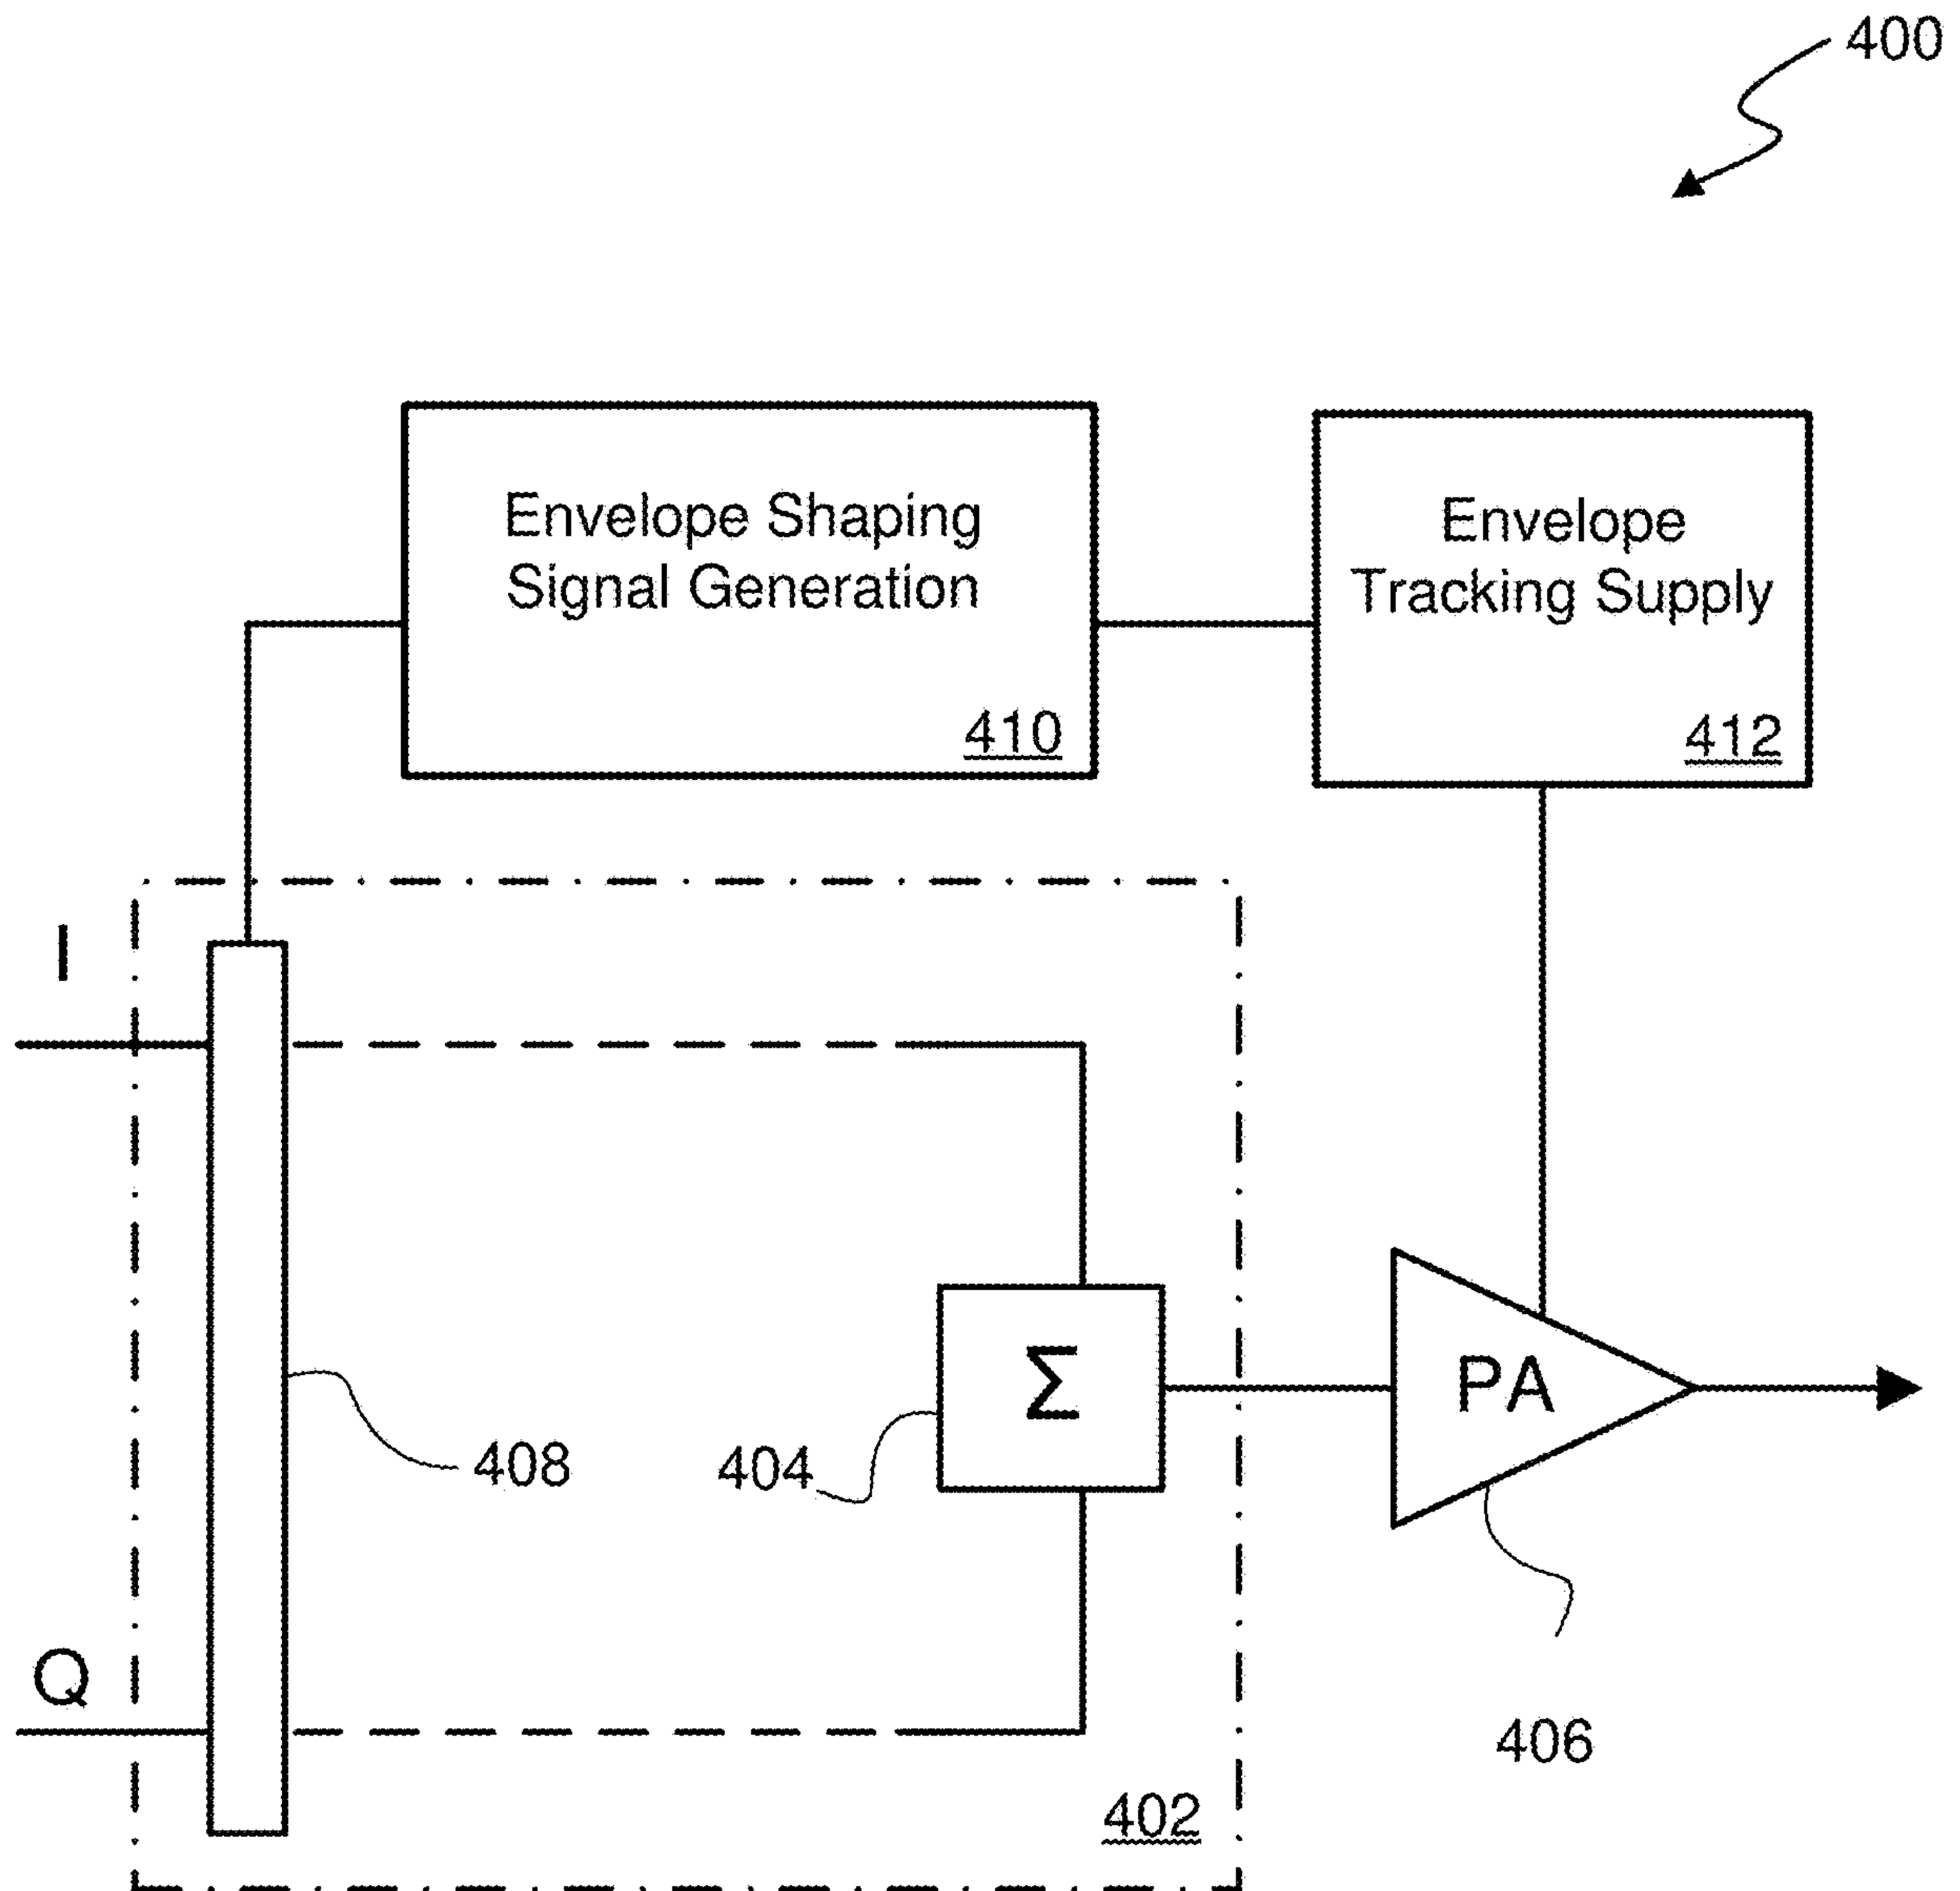 400
Envelope Shaping
Signal Generation
410
Envelope
Tracking Supply
412
I
Σ
PA
408
404
Q
406
402